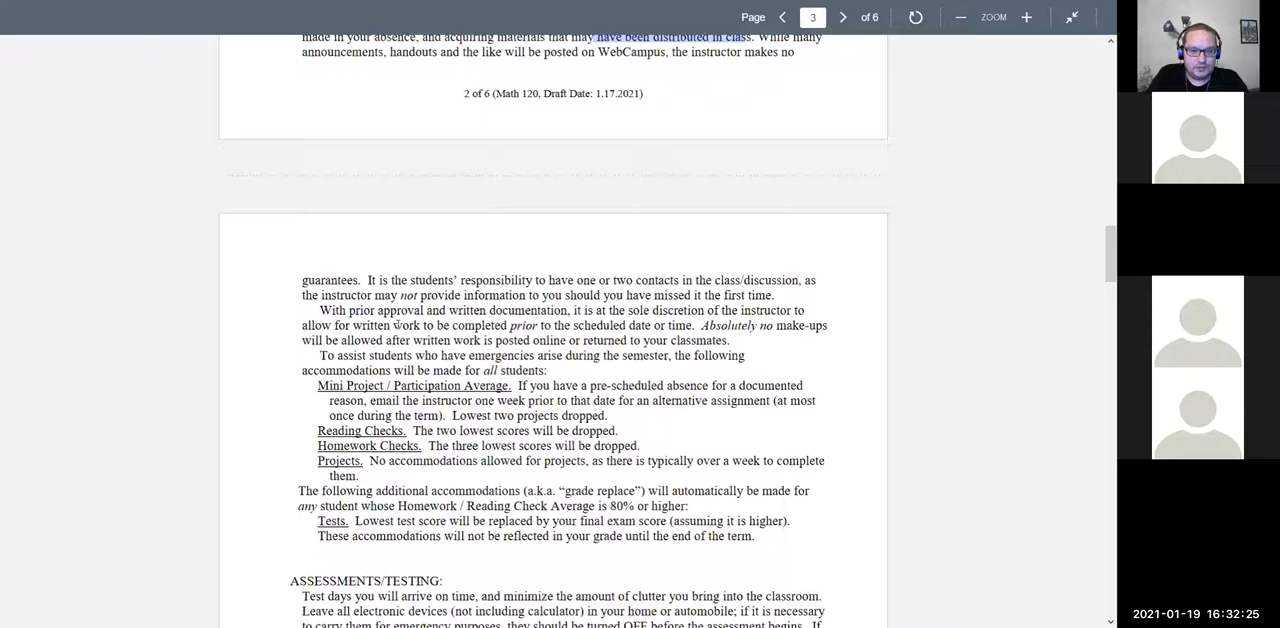 Page 3 of 6 ZOOM
made in your absence, and acquiring materials that may have been distributed in class. While many
announcements, handouts and the like will be posted on WebCampus, the instructor makes no
2 of 6 (Math 120, Draft Date: 1.17.2021)
guarantees. It is the students' responsibility to have one or two contacts in the class/discussion, as
the instructor may not provide information to you should you have missed it the first time.
With prior approval and written documentation, it is at the sole discretion of the instructor to
allow for written work to be completed prior to the scheduled date or time. Absolutely no make-ups
will be allowed after written work is posted online or returned to your classmates.
To assist students who have emergencies arise during the semester, the following
accommodations will be made for all students:
Mini Project / Participation Average. If you have a pre-scheduled absence for a documented
reason, email the instructor one week prior to that date for an alternative assignment (at most
once during the term). Lowest two projects dropped.
Reading Checks. The two lowest scores will be dropped.
Homework Checks. The three lowest scores will be dropped.
Projects. No accommodations allowed for projects, as there is typically over a week to complete
them.
The following additional accommodations (a.k.a. “grade replace”) will automatically be made for
any student whose Homework / Reading Check Average is 80% or higher:
Tests. Lowest test score will be replaced by your final exam score (assuming it is higher).
These accommodations will not be reflected in your grade until the end of the term.
ASSESSMENTS/TESTING:
Test days you will arrive on time, and minimize the amount of clutter you bring into the classroom.
Leave all electronic devices (not including calculator) in your home or automobile; if it is necessary
to carry them for emergency purposes, they should be turned OFF before the assessment begins. If
2021-01-19 16:32:25